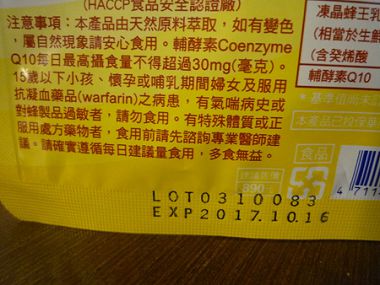 (HACCP食品安全認證廠)
注意事項：本產品由天然原料萃取，如有變色
，屬自然現象請安心食用。輔酵素Coenzyme
Q10每日最高攝食量不得超過30mg(毫克)。
15歲以下小孩、懷孕或哺乳期間婦女及服用
抗凝血藥品(warfarin)之病患，有氣喘病史或
對蜂製品過敏者，請勿食用。有特殊體質或正
服用處方藥物者，食用前請先諮詢專業醫師建
議。請確實遵循每日建議量食用，多食無益。
凍晶蜂王乳
(相當於生鮮
(含癸烯酸
輔酵素Q10
食品
建議售價
890
4711
LOT0310083
EXP2017.10.16